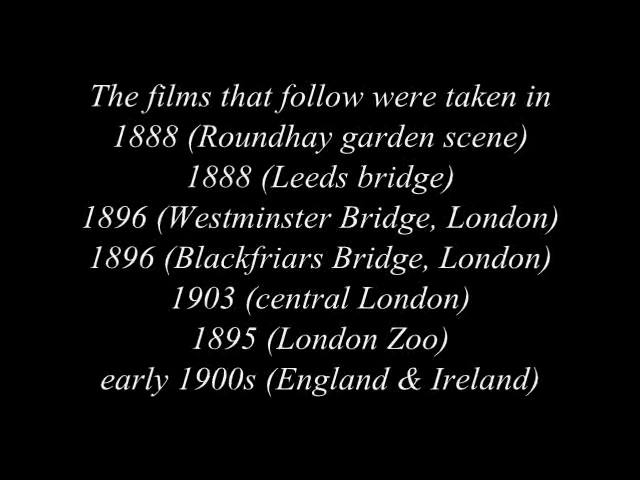 The films that follow were taken in
1888 (Roundhay garden scene)
1888 (Leeds bridge)
1896 (Westminster Bridge, London)
1896 (Blackfriars Bridge, London)
1903 (central London)
1895 (London Zoo)
early 1900s (England & Ireland)